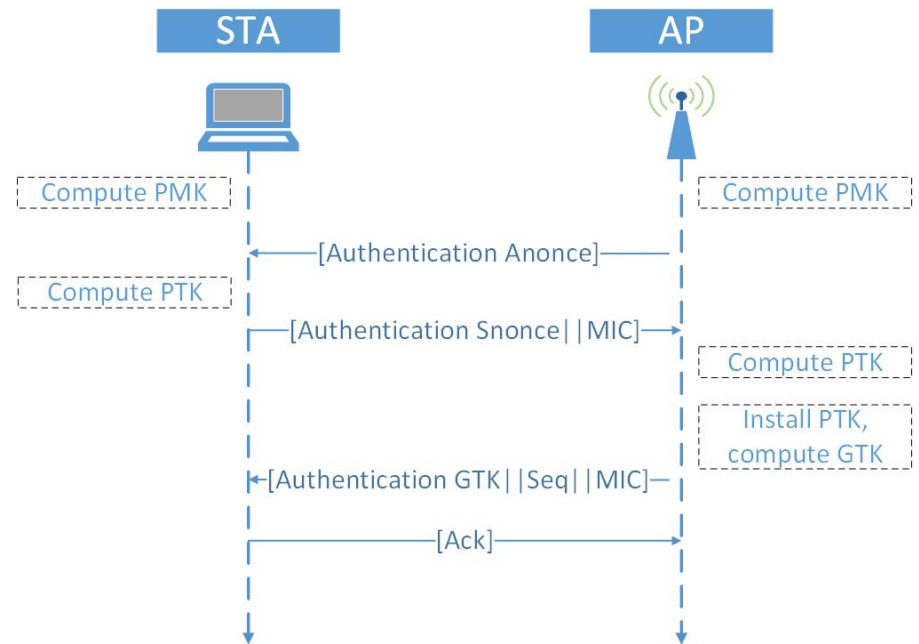 STA
AP
Compute PMK
Compute PMK
[Authentication Anonce]
Compute PTK
[Authentication Snonce||MIC]
Compute PTK
Install PTK,
compute GTK
[Authentication GTK||Seq||MIC]
[Ack]